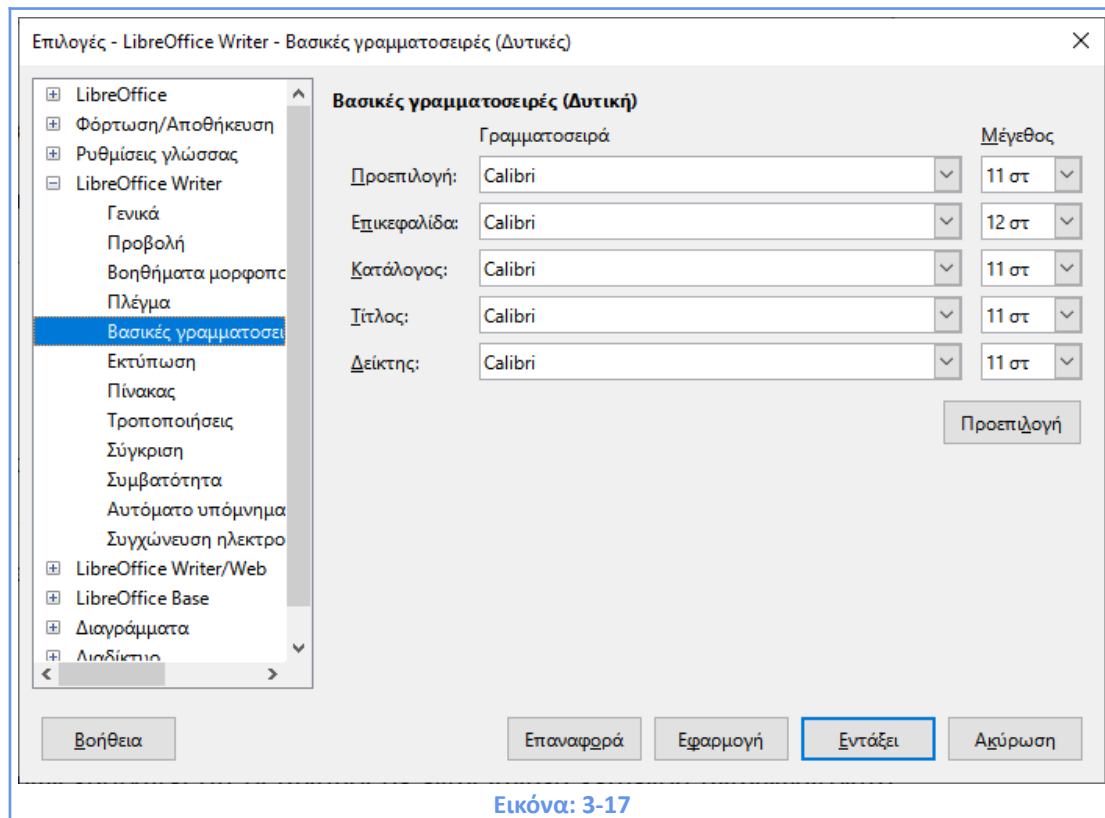 Επιλογές - LibreOffice Writer - Βασικές γραμματοσειρές (Δυτικές)
LibreOffice
Φόρτωση/Αποθήκευση
Ρυθμίσεις γλώσσας
LibreOffice Writer
Γενικά
Προβολή
Βοηθήματα μορφοπο
Πλέγμα
Βασικές γραμματοσει
Εκτύπωση
Πίνακας
Τροποποιήσεις
Σύγκριση
Συμβατότητα
Αυτόματο υπόμνημα
Συγχώνευση ηλεκτρο
LibreOffice Writer/Web
LibreOffice Base
Διαγράμματα
Διαδίκτυο
Βασικές γραμματοσειρές (Δυτική)
Γραμματοσειρά Μέγεθος
Προεπιλογή: Calibri 11 στ
Επικεφαλίδα: Calibri 12 στ
Κατάλογος: Calibri 11 στ
Τίτλος: Calibri 11 στ
Δείκτης: Calibri 11 στ
Προεπιλογή
Βοήθεια Επαναφορά Εφαρμογή Εντάξει Ακύρωση
Εικόνα: 3-17